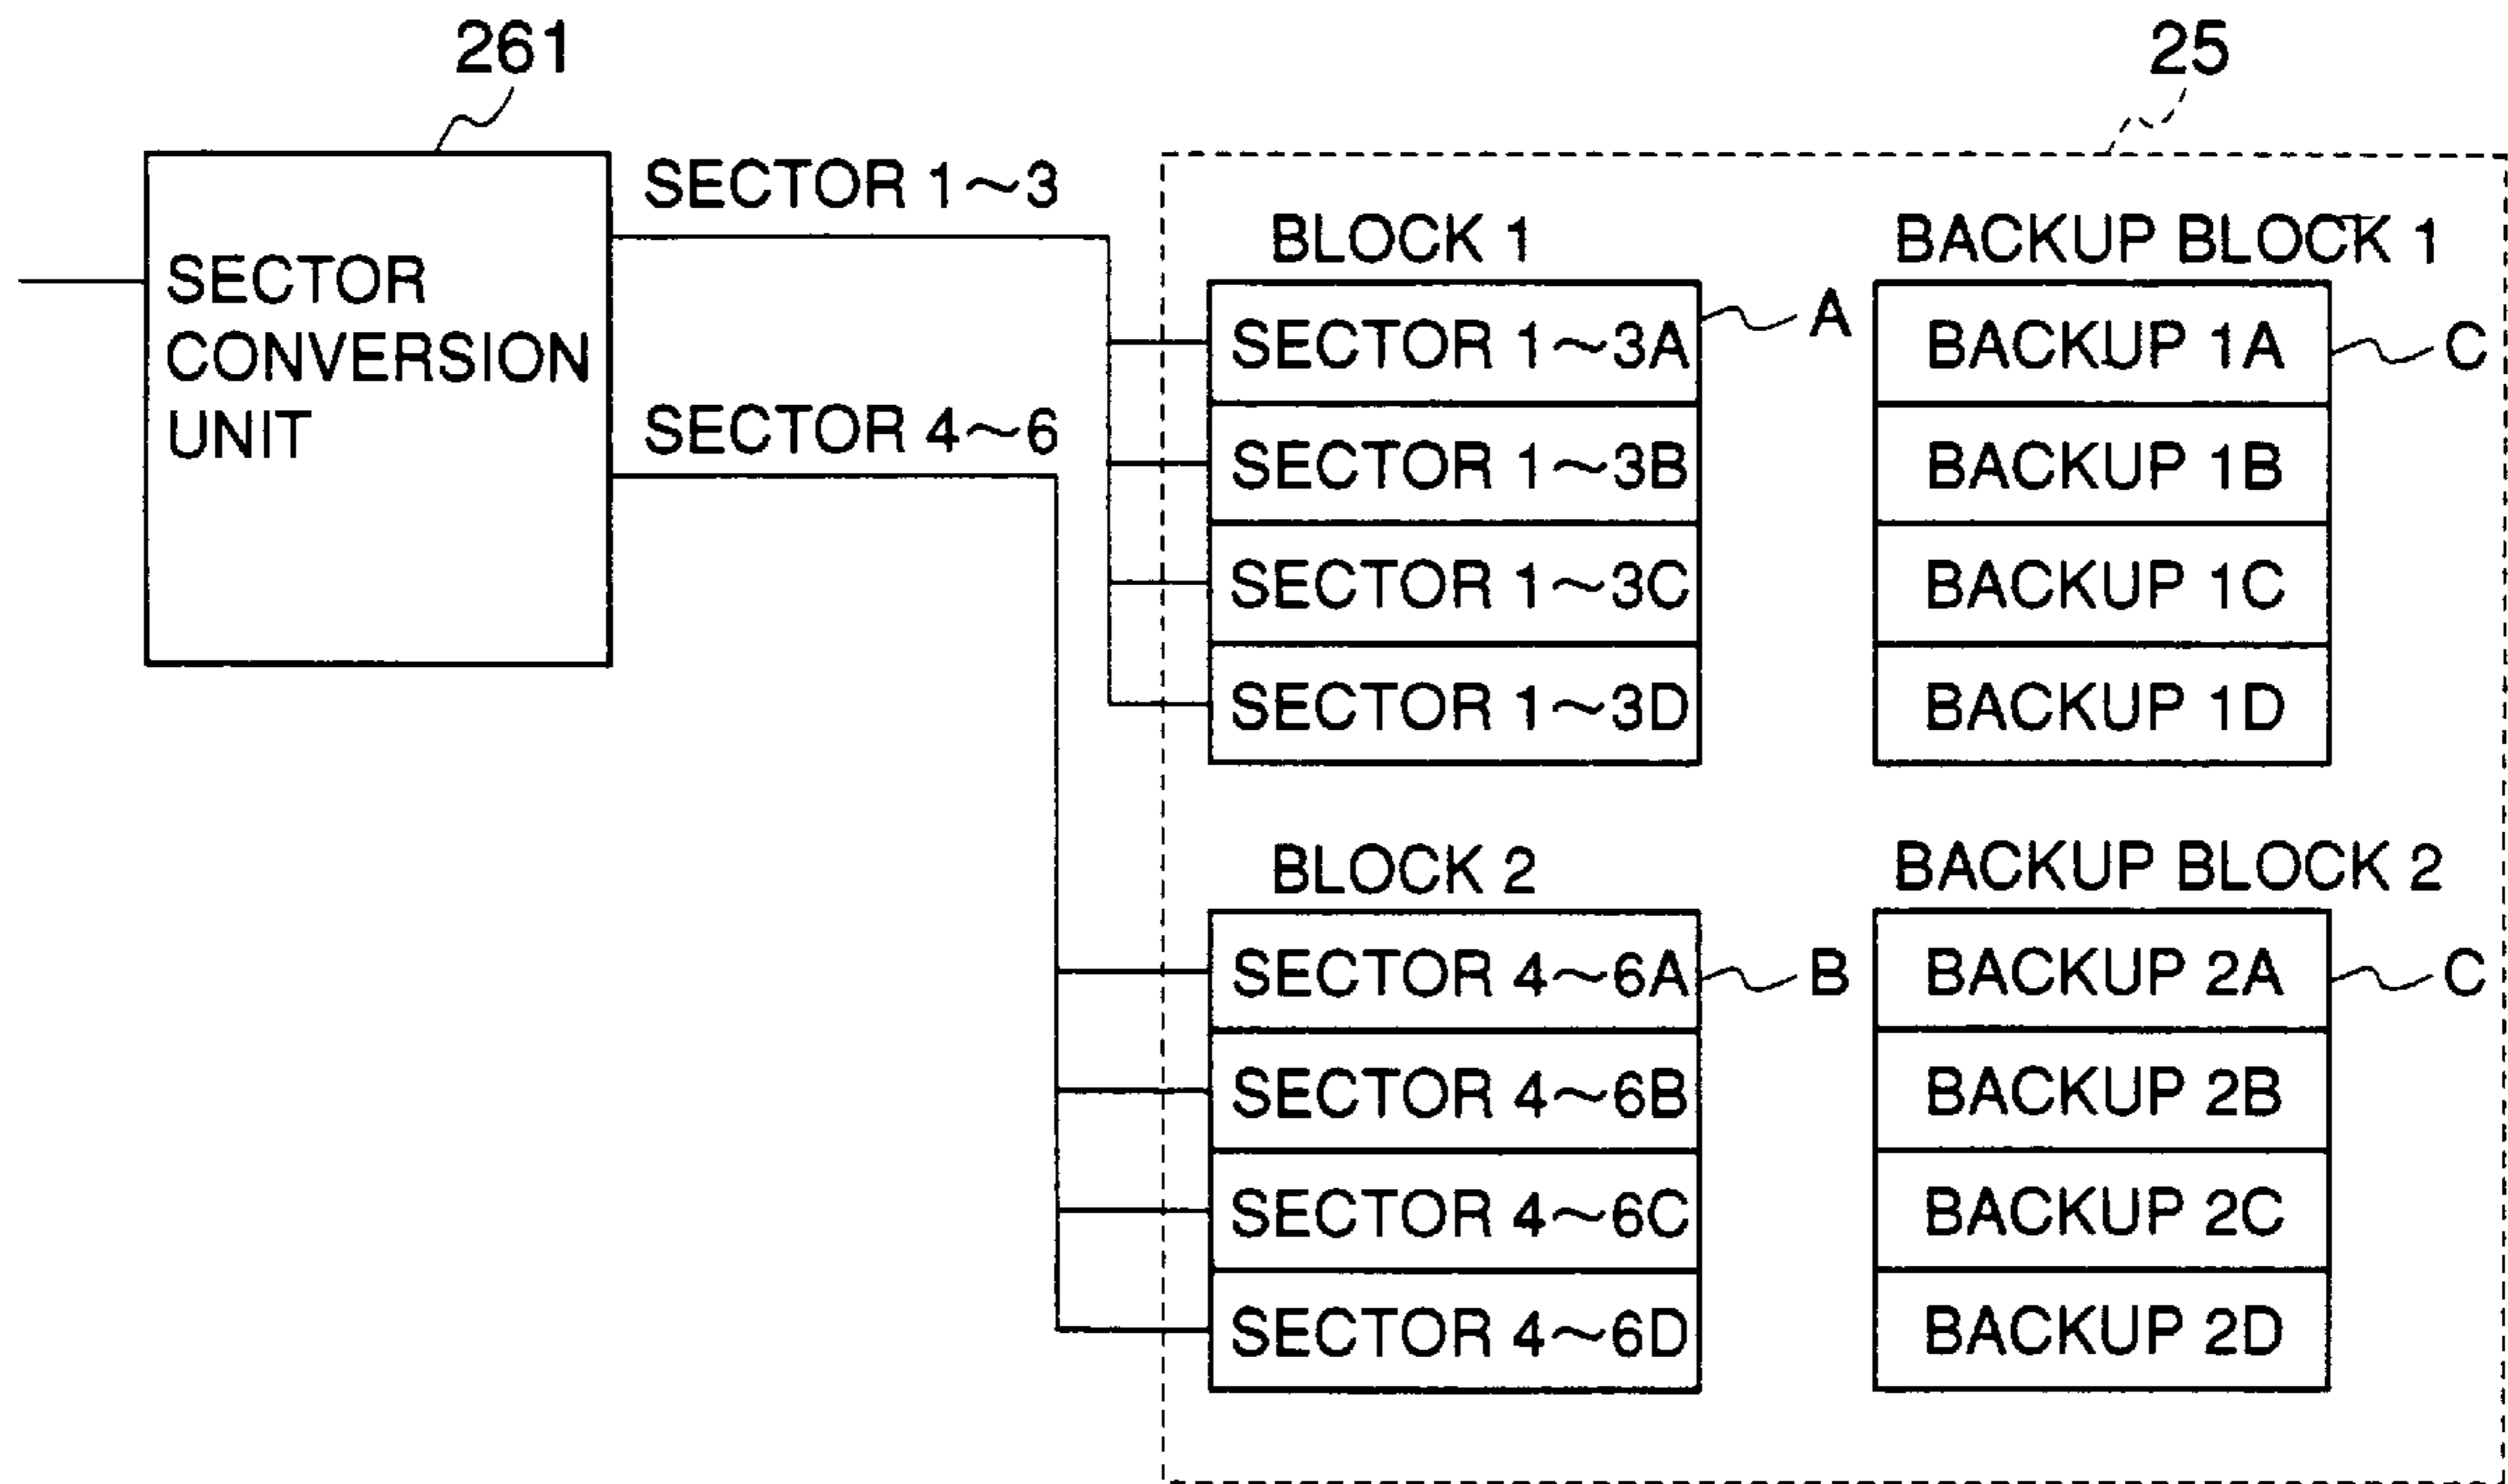 261
25
SECTOR CONVERSION UNIT
SECTOR 1~3
SECTOR 4~6
BLOCK 1
SECTOR 1~3A
A
SECTOR 1~3B
SECTOR 1~3C
SECTOR 1~3D
BACKUP BLOCK 1
BACKUP 1A
C
BACKUP 1B
BACKUP 1C
BACKUP 1D
BLOCK 2
SECTOR 4~6A
B
SECTOR 4~6B
SECTOR 4~6C
SECTOR 4~6D
BACKUP BLOCK 2
BACKUP 2A
C
BACKUP 2B
BACKUP 2C
BACKUP 2D